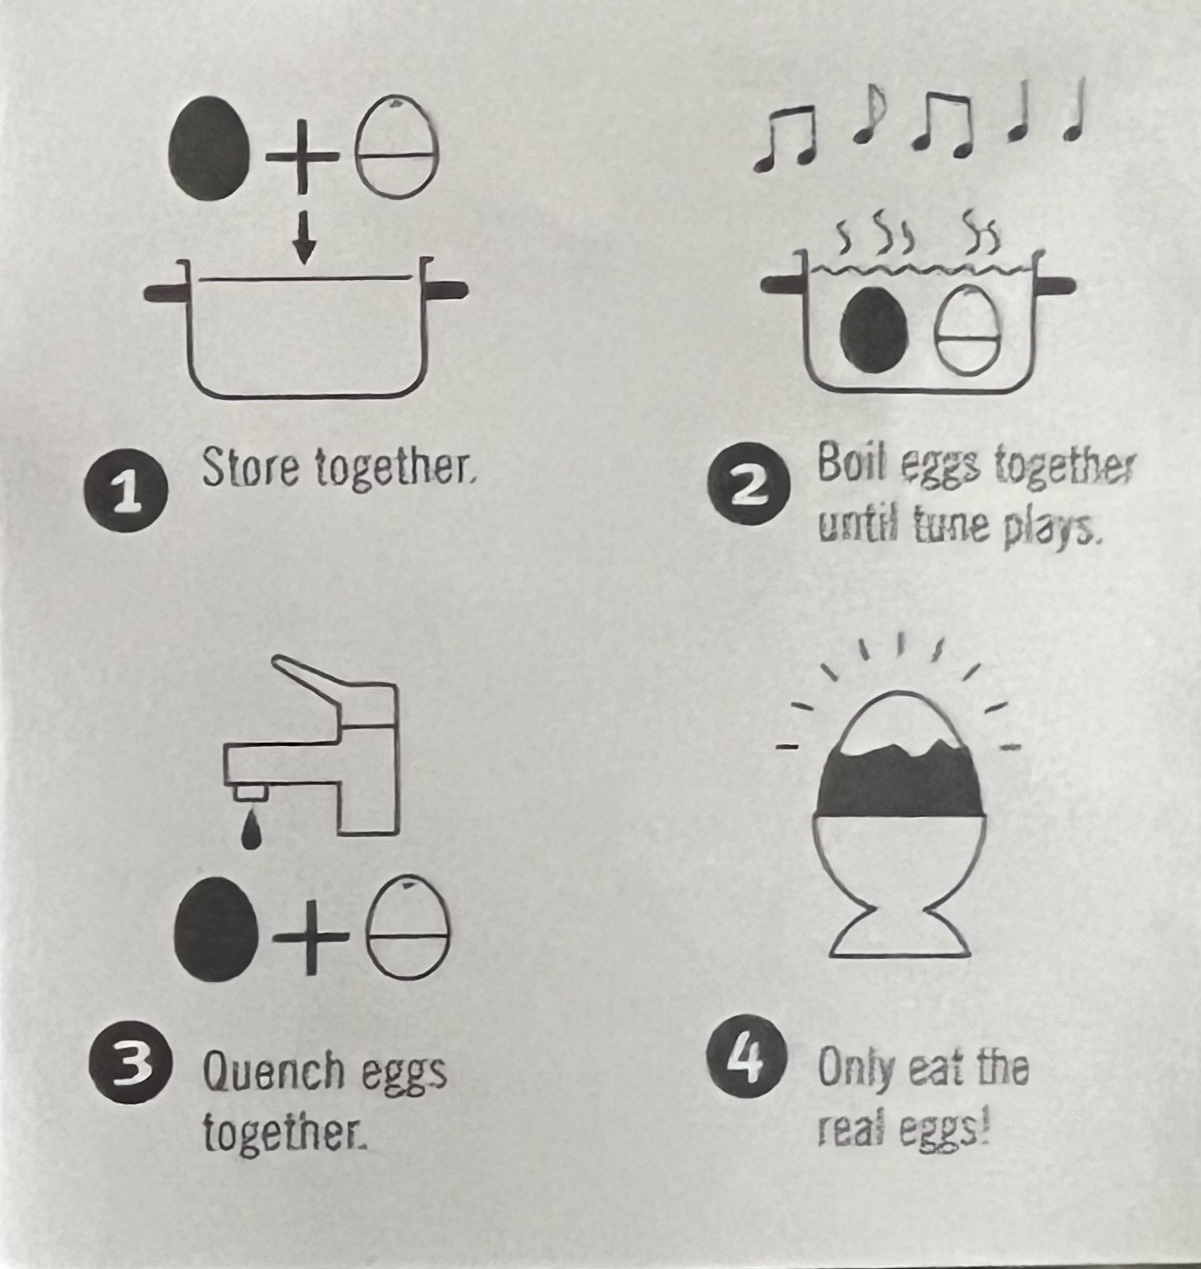 1 Store together.
2 Boil eggs together
until tune plays.
3 Quench eggs
together.
4 Only eat the
real eggs!